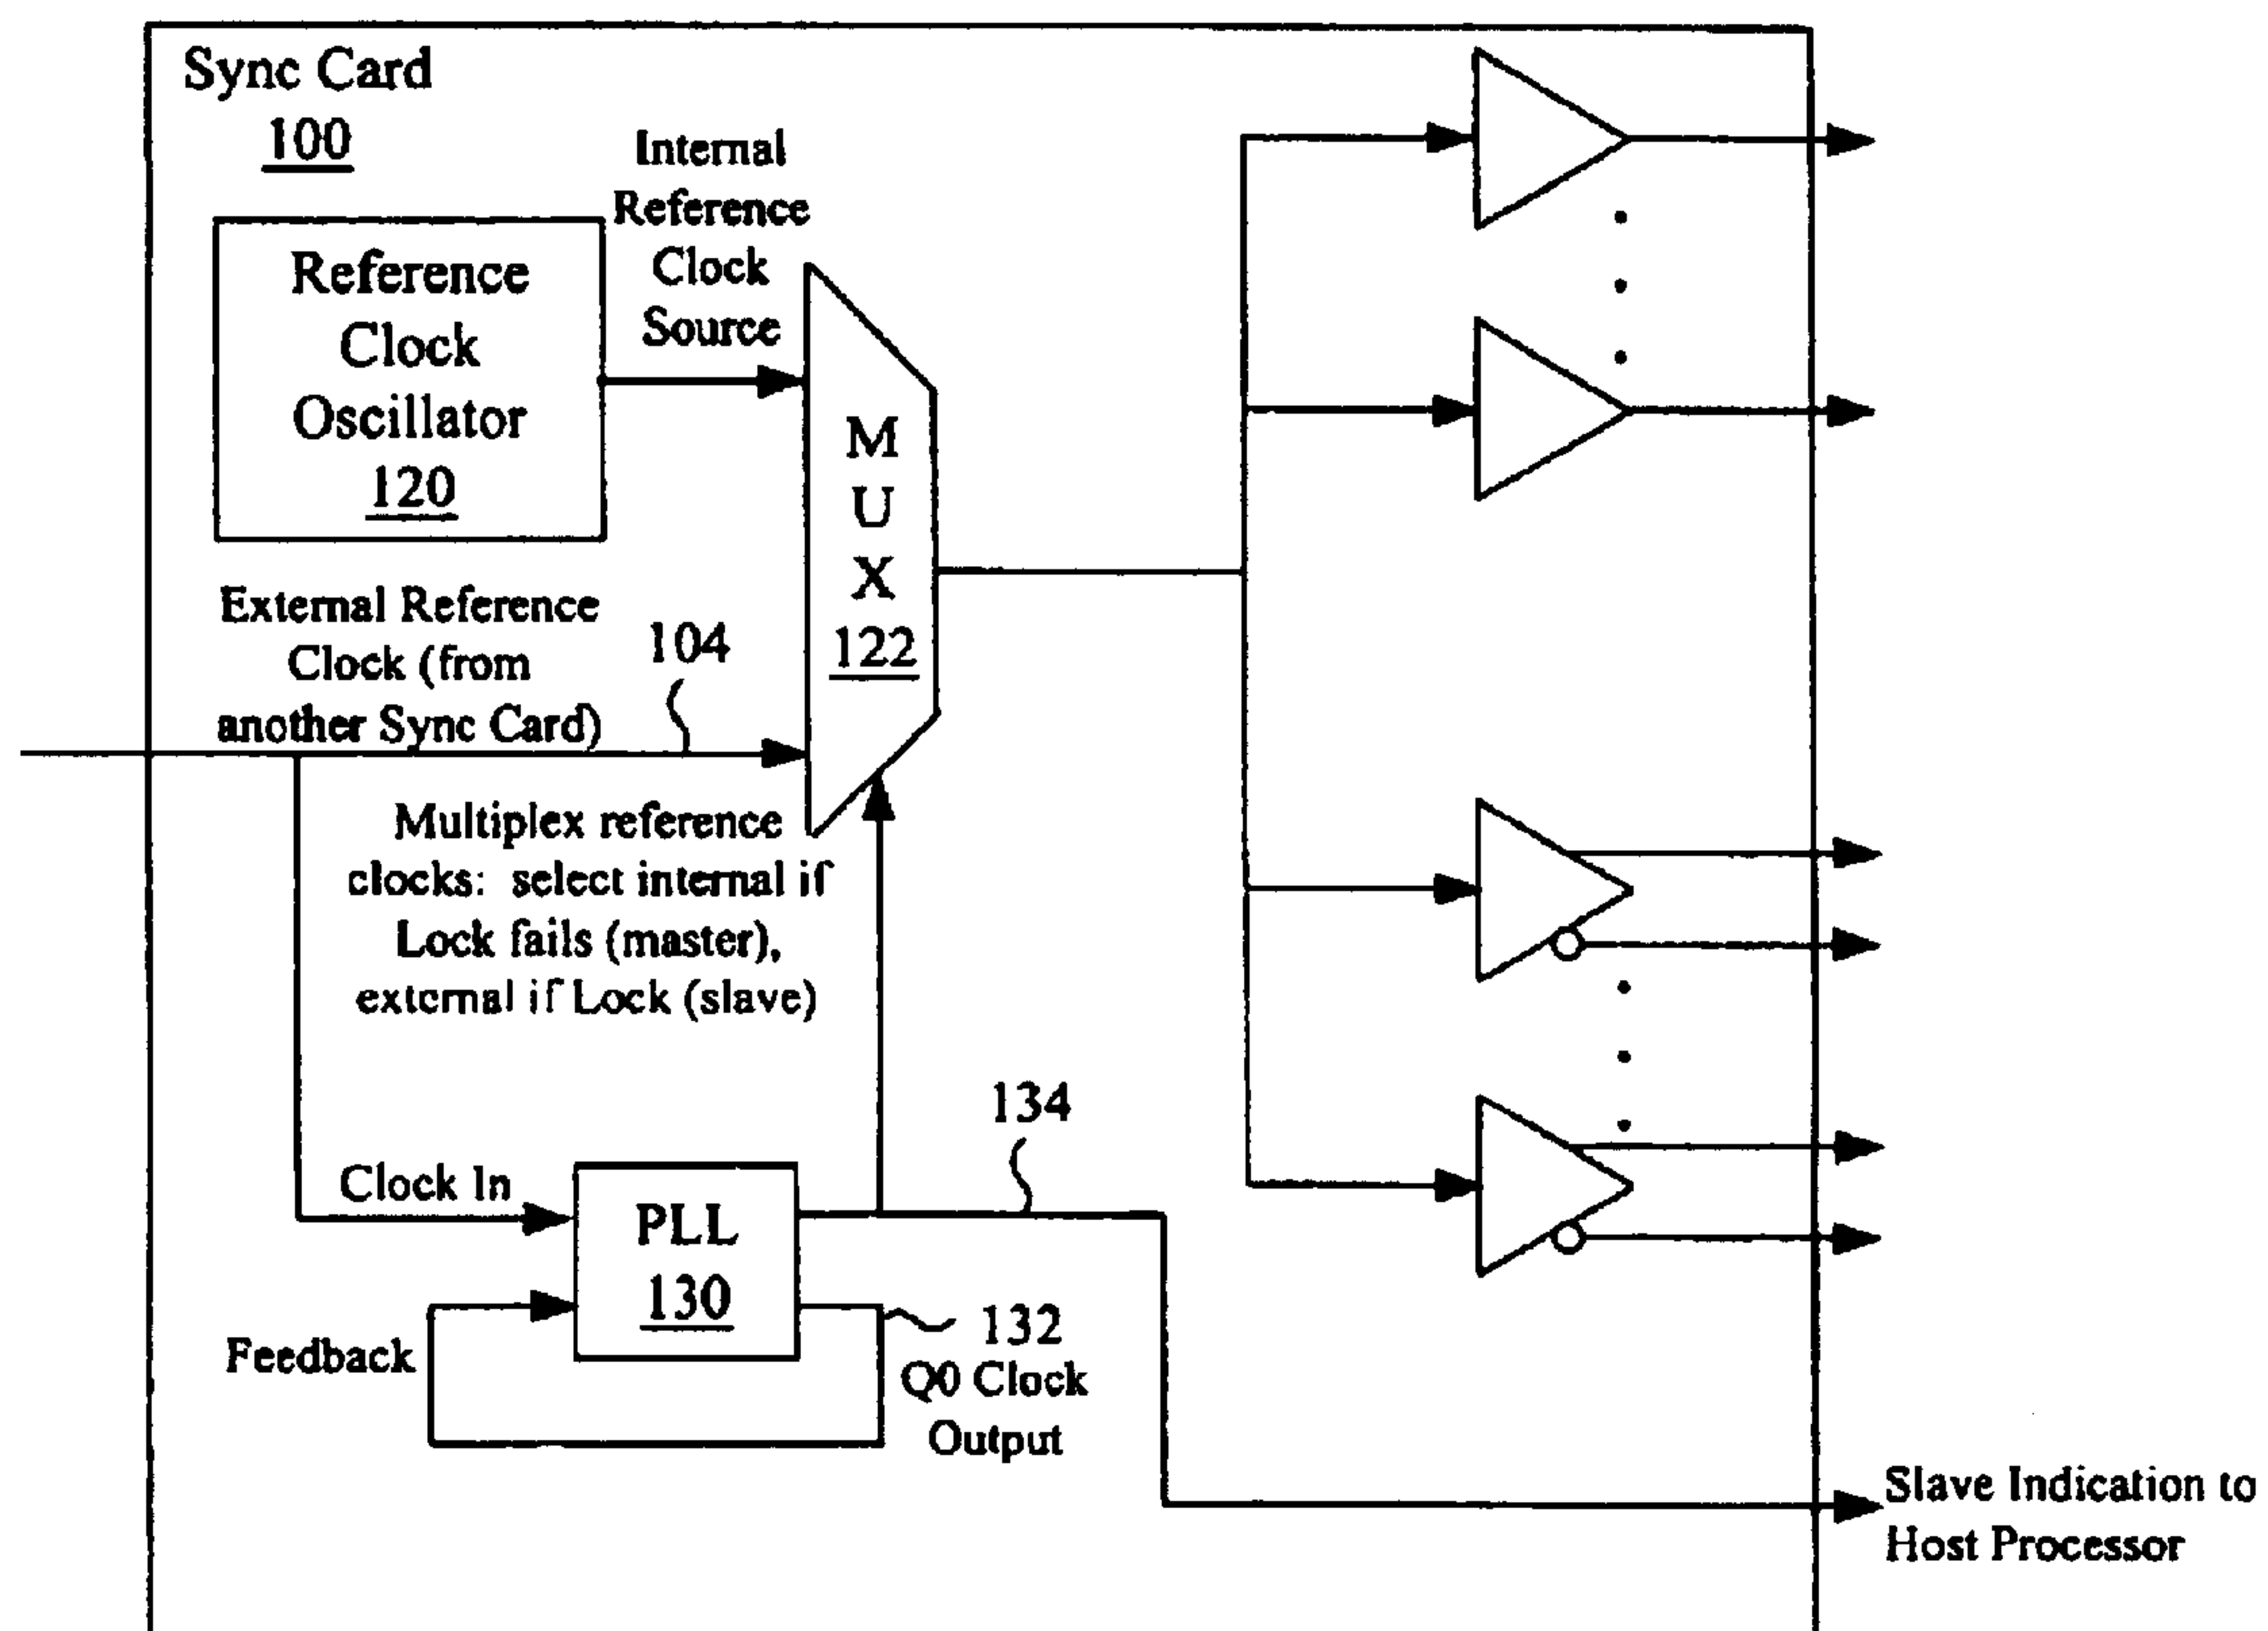 Sync Card
100
Internal
Reference
Clock
Source
Reference
Clock
Oscillator
120
M
U
X
122
External Reference
Clock (from
another Sync Card)
104
Multiplex reference
clocks: select internal if
Lock fails (master),
external if Lock (slave)
134
Clock In
PLL
130
Feedback
132
Q0 Clock
Output
Slave Indication to
Host Processor